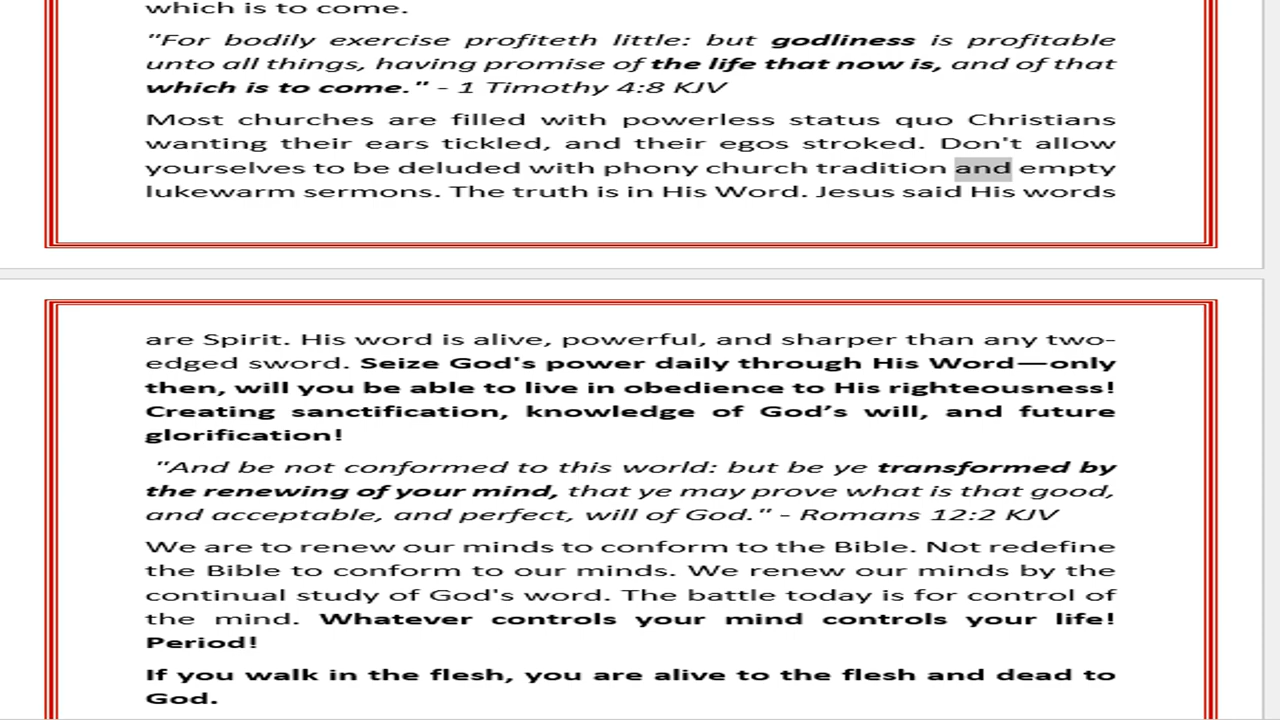 which is to come.
"For bodily exercise profiteth little: but godliness is profitable
unto all things, having promise of the life that now is, and of that
which is to come." - 1 Timothy 4:8 KJV
Most churches are filled with powerless status quo Christians
wanting their ears tickled, and their egos stroked. Don't allow
yourselves to be deluded with phony church tradition and empty
lukewarm sermons. The truth is in His Word. Jesus said His words
are Spirit. His word is alive, powerful, and sharper than any two-
edged sword. Seize God's power daily through His Word—only
then, will you be able to live in obedience to His righteousness!
Creating sanctification, knowledge of God’s will, and future
glorification!
"And be not conformed to this world: but be ye transformed by
the renewing of your mind, that ye may prove what is that good,
and acceptable, and perfect, will of God." - Romans 12:2 KJV
We are to renew our minds to conform to the Bible. Not redefine
the Bible to conform to our minds. We renew our minds by the
continual study of God's word. The battle today is for control of
the mind. Whatever controls your mind controls your life!
Period!
If you walk in the flesh, you are alive to the flesh and dead to
God.